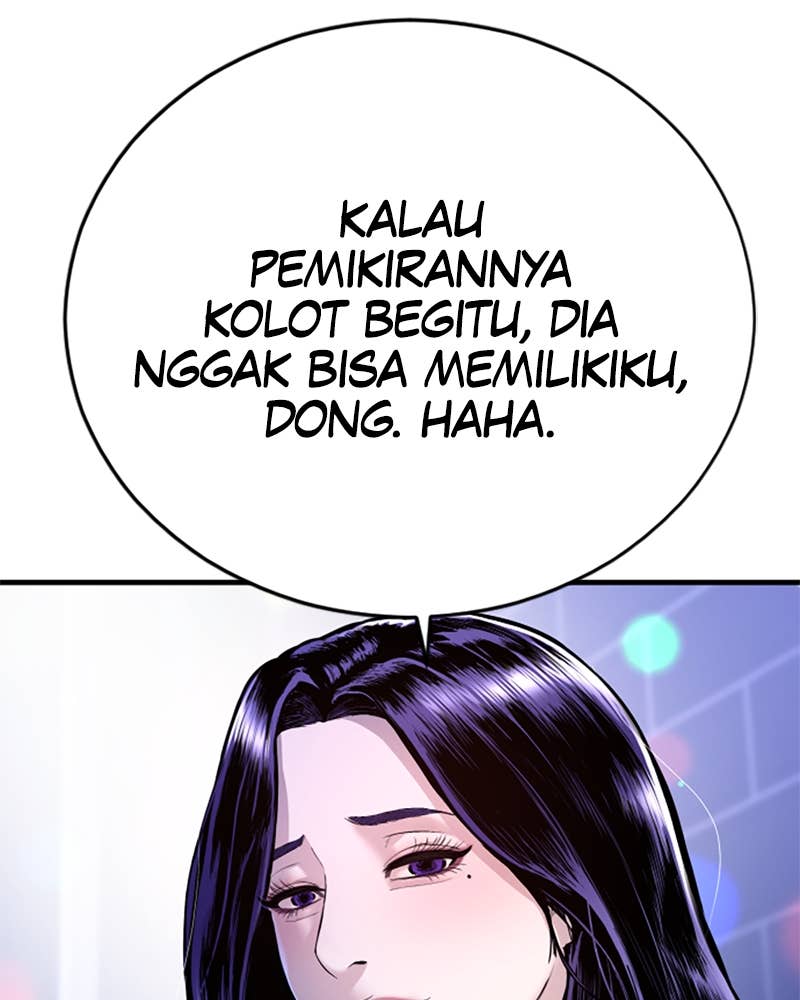 KALAU
PEMIKIRANNYA
KOLOT BEGITU, DIA
NGGAK BISA MEMILIKIKU,
DONG. HAHA.